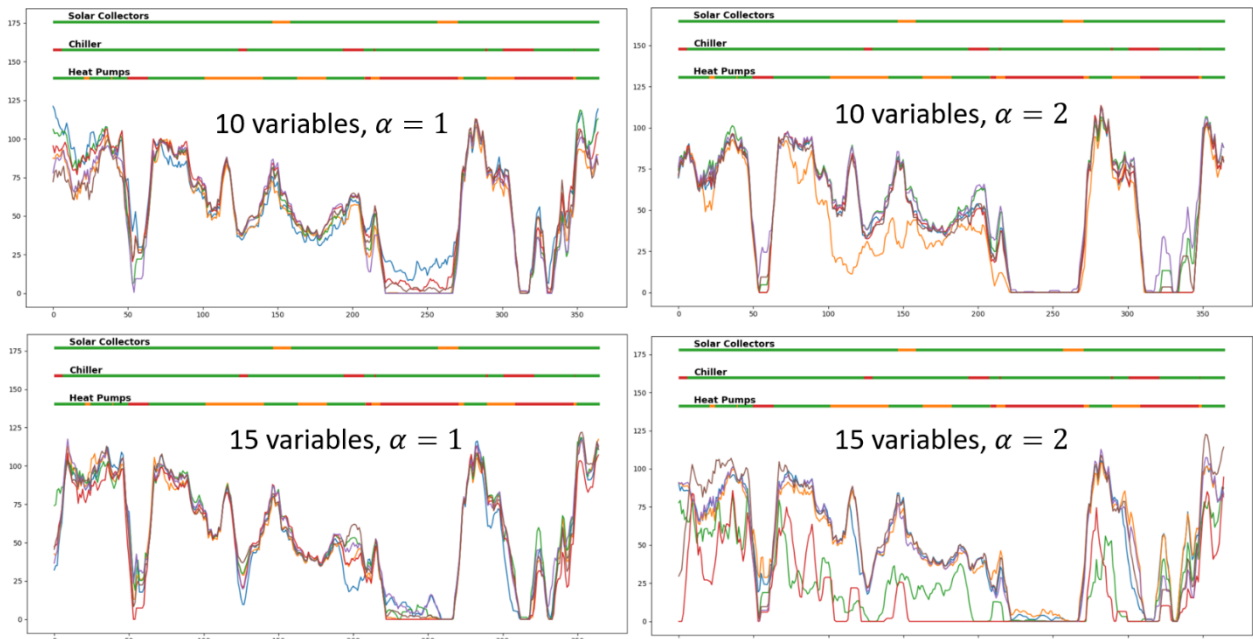 Solar Collectors
175
Chiller
150
Heat Pumps
125
10 variables, α = 1
100
75
50
25
0
0 50 100 150 200 250 300 350
Solar Collectors
150
Chiller
Heat Pumps
125
10 variables, α = 2
100
75
50
25
0
0 50 100 150 200 250 300 350
Solar Collectors
175
Chiller
150
Heat Pumps
125
15 variables, α = 1
100
75
50
25
0
Solar Collectors
175
Chiller
150
Heat Pumps
125
15 variables, α = 2
100
75
50
25
0